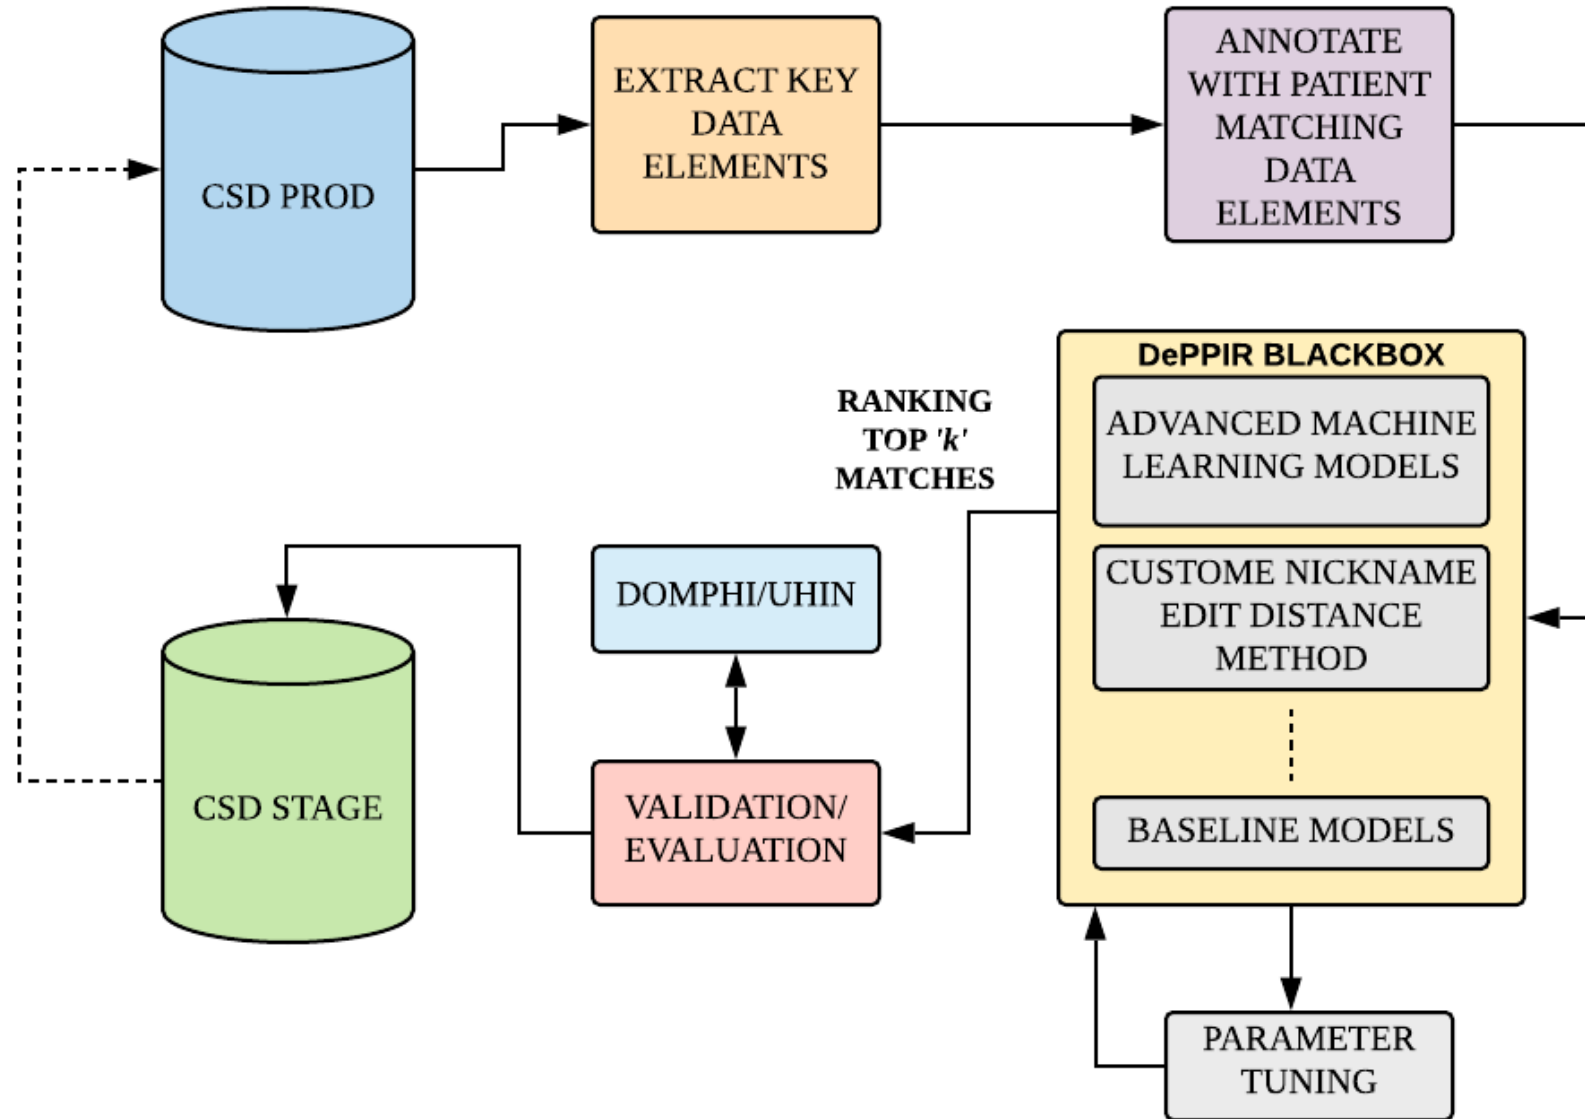 CSD PROD
EXTRACT KEY
DATA
ELEMENTS
ANNOTATE
WITH PATIENT
MATCHING
DATA
ELEMENTS
DePPIR BLACKBOX
ADVANCED MACHINE
LEARNING MODELS
CUSTOME NICKNAME
EDIT DISTANCE
METHOD
BASELINE MODELS
RANKING
TOP 'k'
MATCHES
DOMPHI/UHIN
VALIDATION/
EVALUATION
CSD STAGE
PARAMETER
TUNING